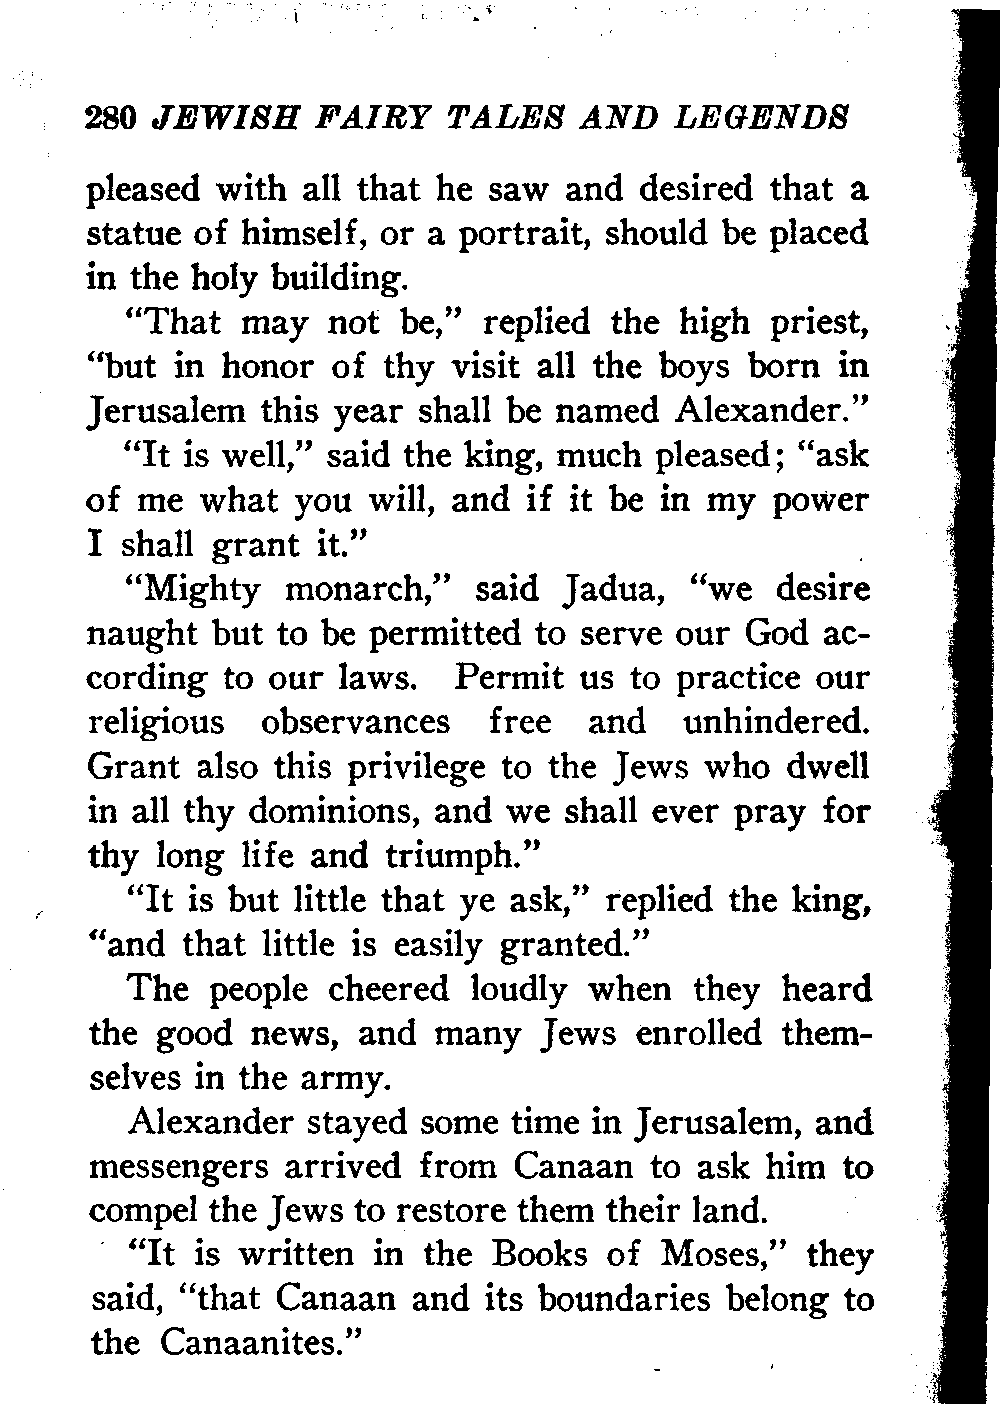 280 JEWISH FAIRY TALES AND LEGENDS
pleased with all that he saw and desired that a
statue of himself, or a portrait, should be placed
in the holy building.
"That may not be," replied the high priest,
"but in honor of thy visit all the boys born in
Jerusalem this year shall be named Alexander."
"It is well," said the king, much pleased; "ask
of me what you will, and if it be in my power
I shall grant it."
"Mighty monarch," said Jadua, "we desire
naught but to be permitted to serve our God ac-
cording to our laws. Permit us to practice our
religious observances free and unhindered.
Grant also this privilege to the Jews who dwell
in all thy dominions, and we shall ever pray for
thy long life and triumph."
"It is but little that ye ask," replied the king,
"and that little is easily granted."
The people cheered loudly when they heard
the good news, and many Jews enrolled them-
selves in the army.
Alexander stayed some time in Jerusalem, and
messengers arrived from Canaan to ask him to
compel the Jews to restore them their land.
"It is written in the Books of Moses," they
said, "that Canaan and its boundaries belong to
the Canaanites."